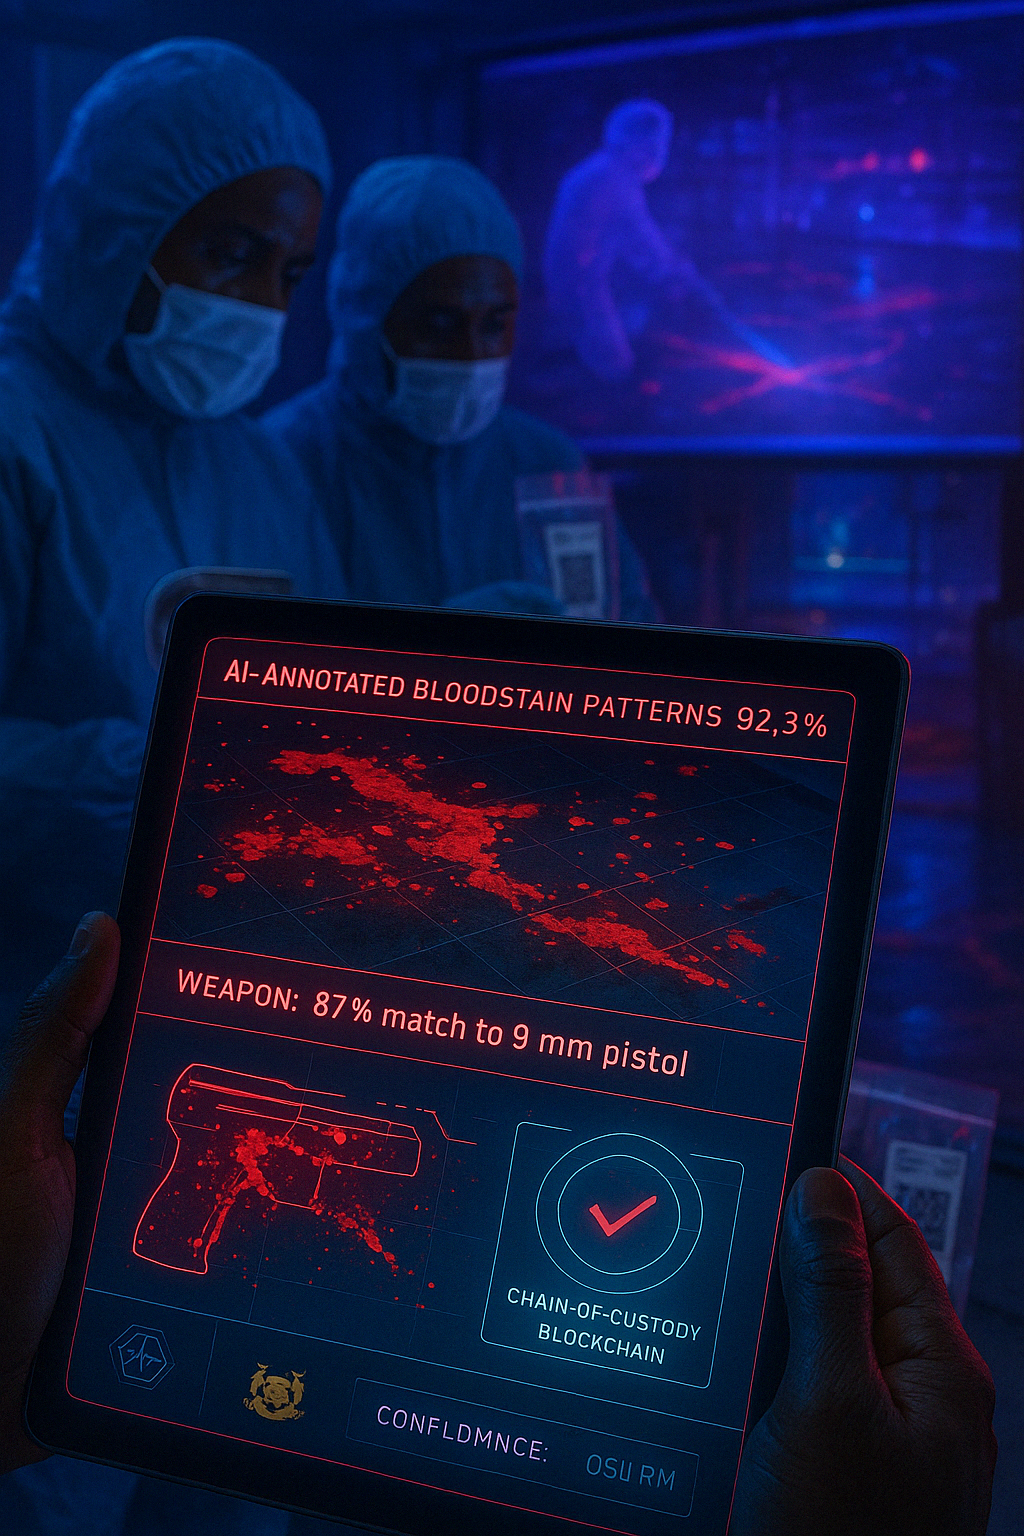 AI-ANNOTATED BLOODSTAIN PATTERNS 92,3%
WEAPON: 87% match to 9 mm pistol
CHAIN-OF-CUSTODY
BLOCKCHAIN
CONFLDMNCE: OSU RM